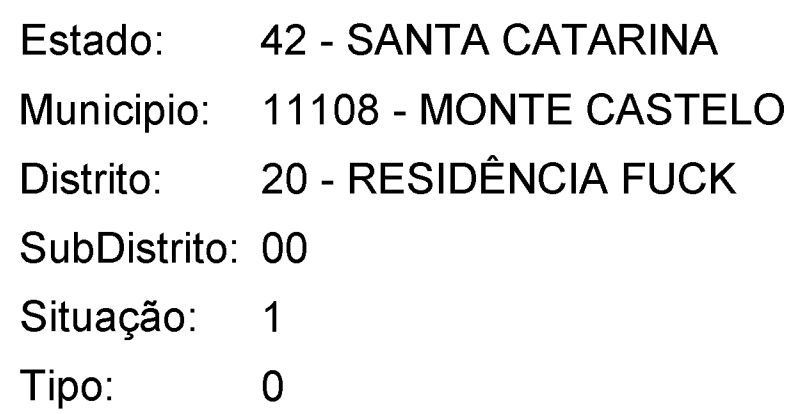 Estado: 42 - SANTA CATARINA
Municipio: 11108 - MONTE CASTELO
Distrito: 20 - RESIDÊNCIA FUCK
SubDistrito: 00
Situação: 1
Tipo: 0